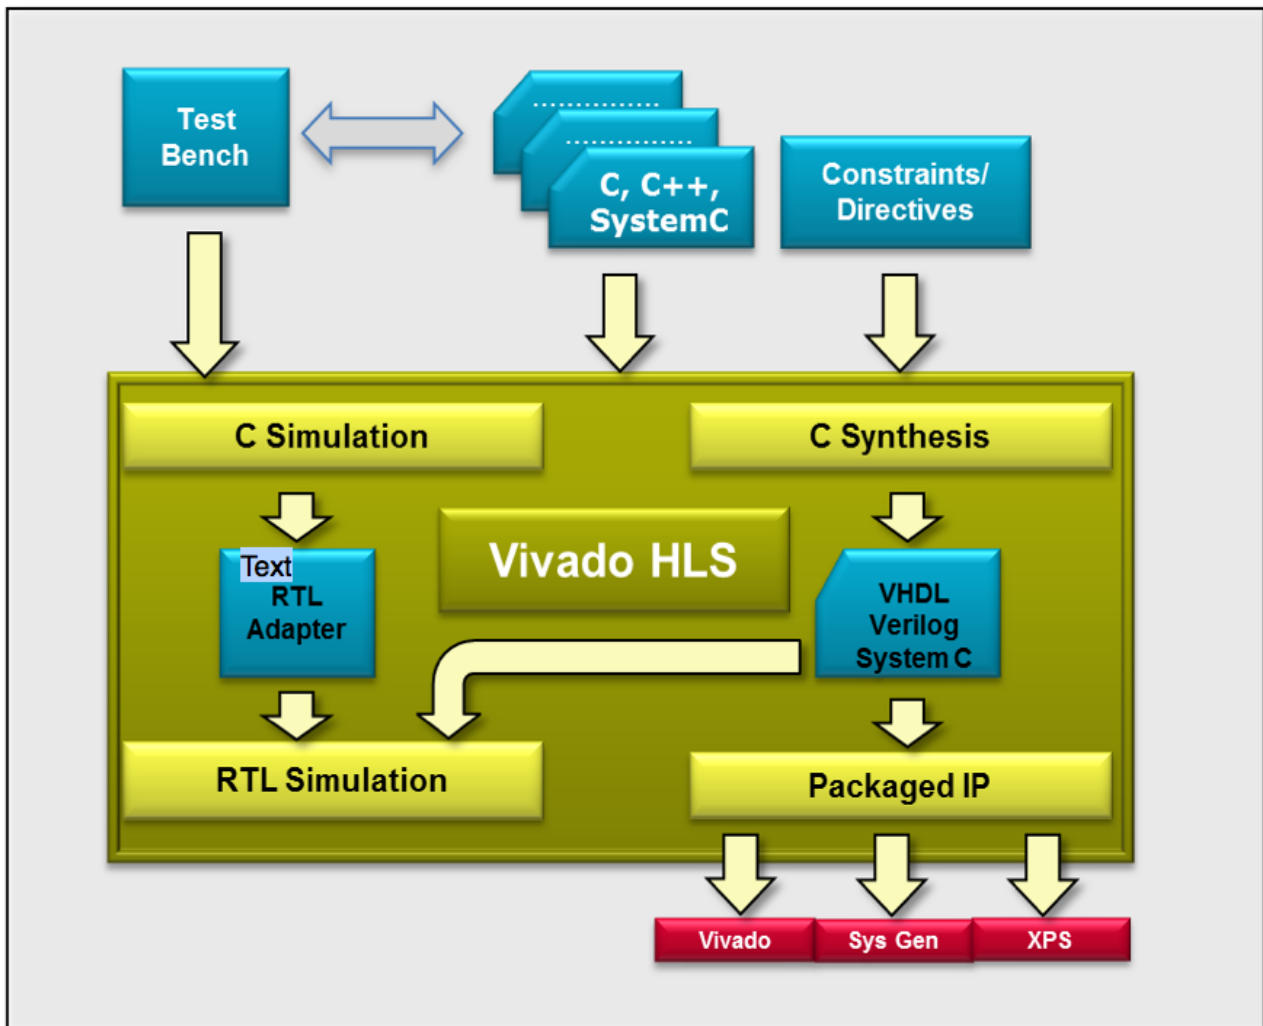 Test
Bench
...............
...............
C, C++,
SystemC
Constraints/
Directives
C Simulation
C Synthesis
Vivado HLS
Text
RTL
Adapter
VHDL
Verilog
System C
RTL Simulation
Packaged IP
Vivado
Sys Gen
XPS